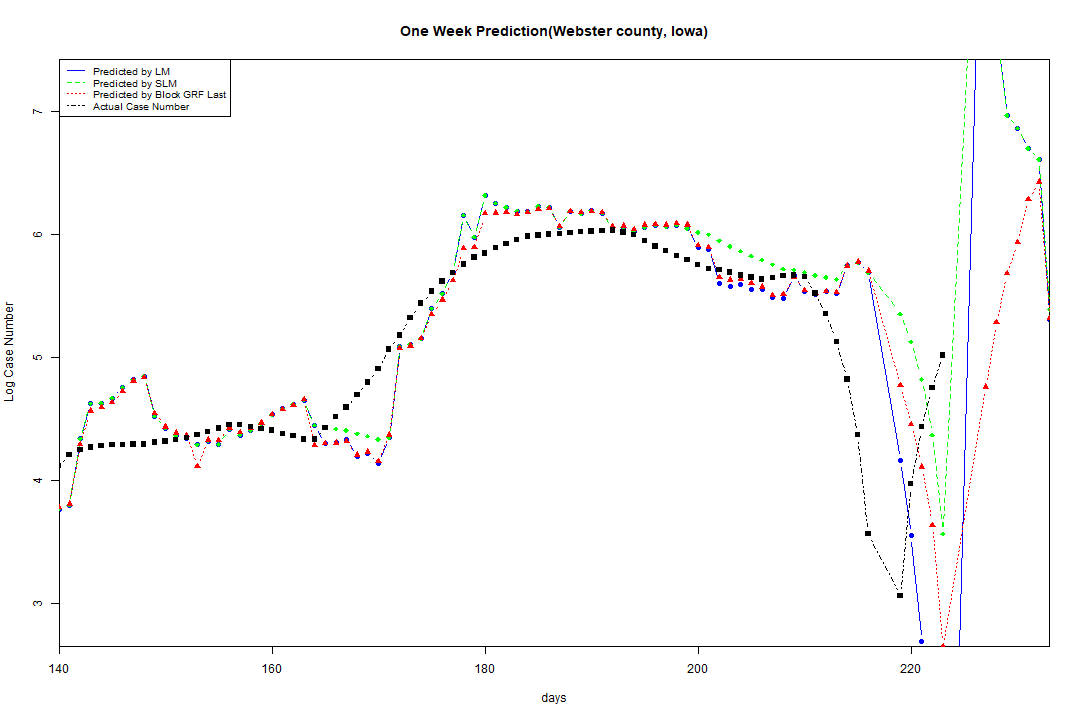 One Week Prediction(Webster county, Iowa)
Predicted by LM
Predicted by SLM
Predicted by Block GRF Last
Actual Case Number
7
6
5
4
3
Log Case Number
140 160 180 200 220
days